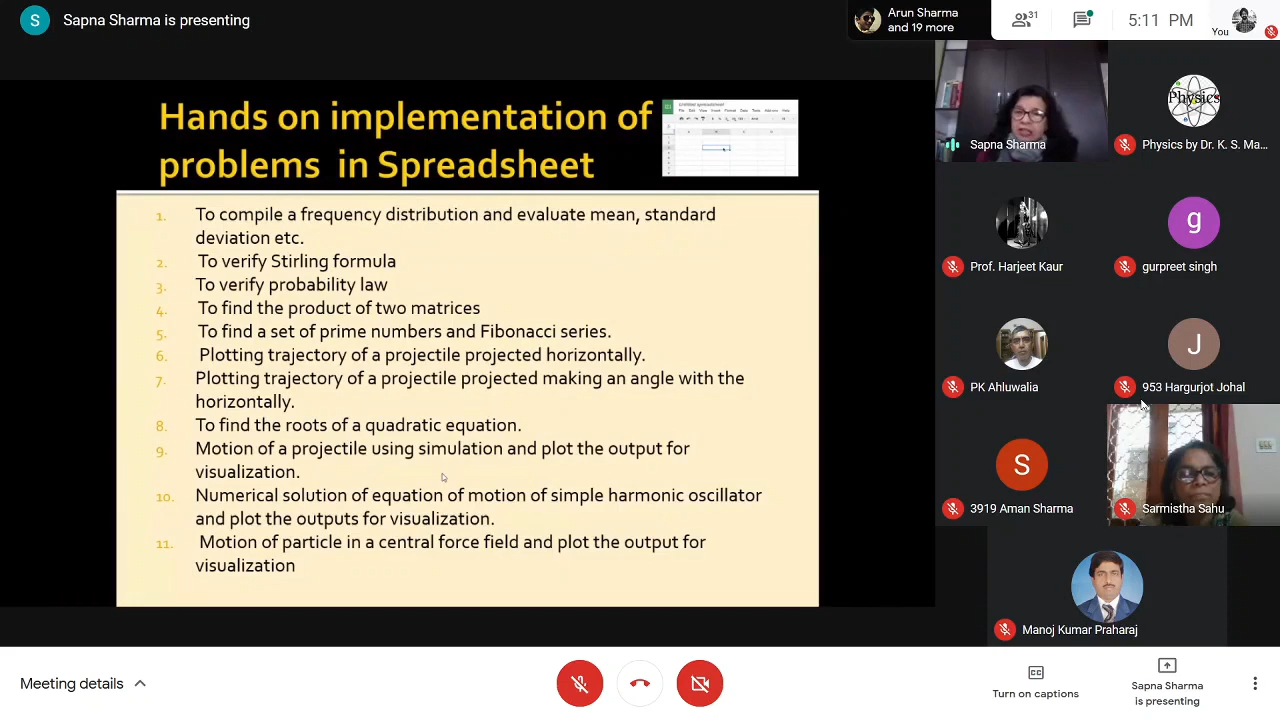 S
Sapna Sharma is presenting
Arun Sharma
and 19 more
31
5:11 PM
You
Hands on implementation of
problems in Spreadsheet
1. To compile a frequency distribution and evaluate mean, standard
deviation etc.
2. To verify Stirling formula
3. To verify probability law
4. To find the product of two matrices
5. To find a set of prime numbers and Fibonacci series.
6. Plotting trajectory of a projectile projected horizontally.
7. Plotting trajectory of a projectile projected making an angle with the
horizontally.
8. To find the roots of a quadratic equation.
9. Motion of a projectile using simulation and plot the output for
visualization.
10. Numerical solution of equation of motion of simple harmonic oscillator
and plot the outputs for visualization.
11. Motion of particle in a central force field and plot the output for
visualization
Sapna Sharma
Physics
Physics by Dr. K. S. Ma...
Prof. Harjeet Kaur
g
gurpreet singh
PK Ahluwalia
J
953 Hargurjot Johal
S
3919 Aman Sharma
Sarmistha Sahu
Manoj Kumar Praharaj
Meeting details
CC
Turn on captions
Sapna Sharma
is presenting